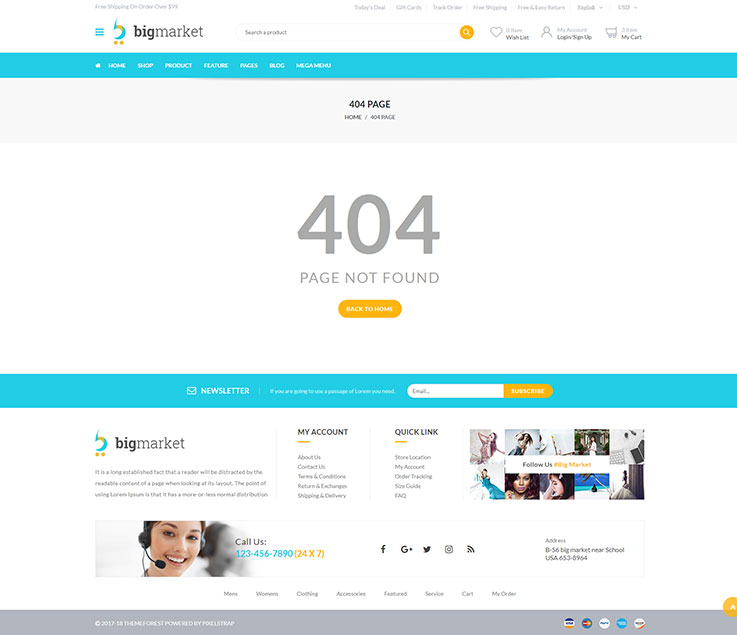 Free Shipping On Order Over $99
Today's Deal Gift Cards Track Order Free Shipping Free & Easy Return English USD
bigmarket
Search a product
0 Item
Wish List
My Account
Login/Sign Up
0 Item
My Cart
HOME SHOP PRODUCT FEATURE PAGES BLOG MEGA MENU
404 PAGE
HOME / 404 PAGE
404
PAGE NOT FOUND
BACK TO HOME
NEWSLETTER
If you are going to use a passage of Lorem you need.
Email...
SUBSCRIBE
bigmarket
It is a long established fact that a reader will be distracted by the
readable content of a page when looking at its layout. The point of
using Lorem Ipsum is that it has a more-or-less normal distribution
MY ACCOUNT
About Us
Contact Us
Terms & Conditions
Return & Exchanges
Shipping & Delivery
QUICK LINK
Store Location
My Account
Order Tracking
Size Guide
FAQ
Follow Us #Big Market
Call Us:
123-456-7890 (24 X 7)
G+
Address
B-56 big market near School
USA 653-8964
Mens Womens Clothing Accessories Featured Service Cart My Order
© 2017-18 THEMEFOREST POWERED BY PIXELSTRAP